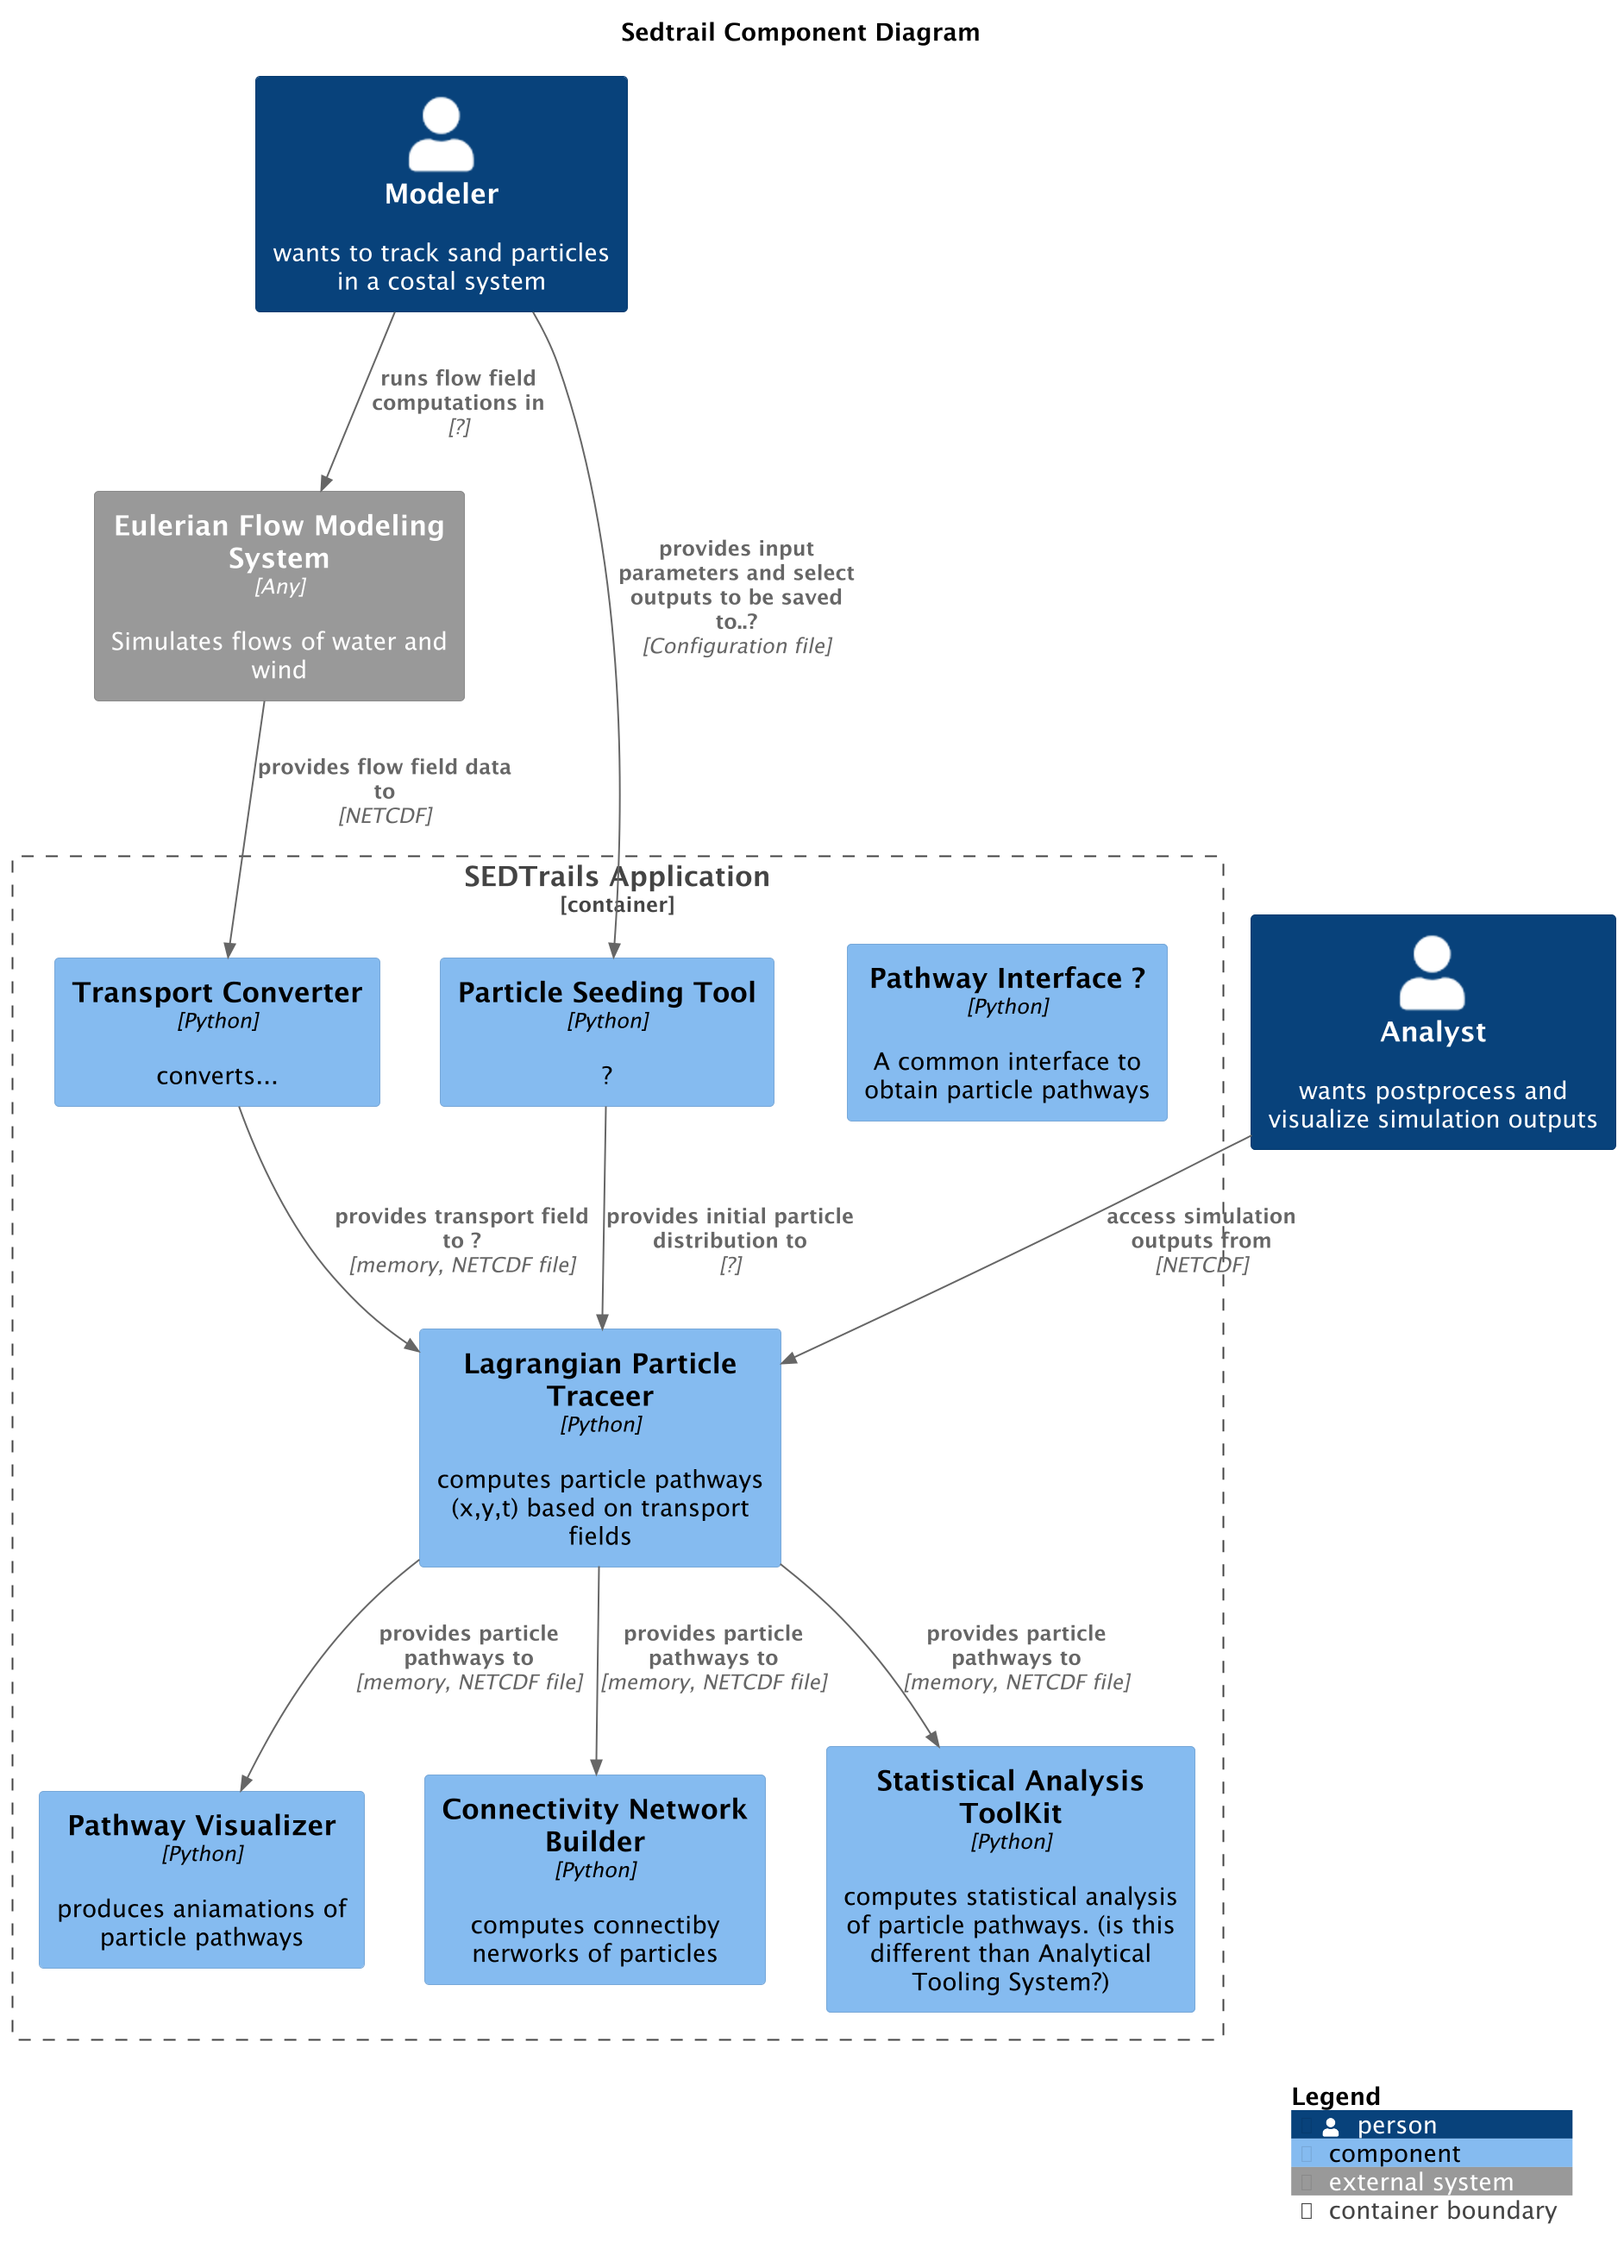 Sedtrail Component Diagram
Modeler
wants to track sand particles
in a costal system
runs flow field
computations in
[?]
Eulerian Flow Modeling
System
[Any]
Simulates flows of water and
wind
provides input
parameters and select
outputs to be saved
to..?
[Configuration file]
provides flow field data
to
[NETCDF]
SEDTrails Application
[container]
Transport Converter
[Python]
converts...
Particle Seeding Tool
[Python]
?
Pathway Interface ?
[Python]
A common interface to
obtain particle pathways
Analyst
wants postprocess and
visualize simulation outputs
provides transport field
to ?
[memory, NETCDF file]
provides initial particle
distribution to
[?]
access simulation
outputs from
[NETCDF]
Lagrangian Particle
Traceer
[Python]
computes particle pathways
(x,y,t) based on transport
fields
provides particle
pathways to
[memory, NETCDF file]
provides particle
pathways to
[memory, NETCDF file]
provides particle
pathways to
[memory, NETCDF file]
Pathway Visualizer
[Python]
produces aniamations of
particle pathways
Connectivity Network
Builder
[Python]
computes connectiby
nerworks of particles
Statistical Analysis
ToolKit
[Python]
computes statistical analysis
of particle pathways. (is this
different than Analytical
Tooling System?)
Legend
person
component
external system
container boundary